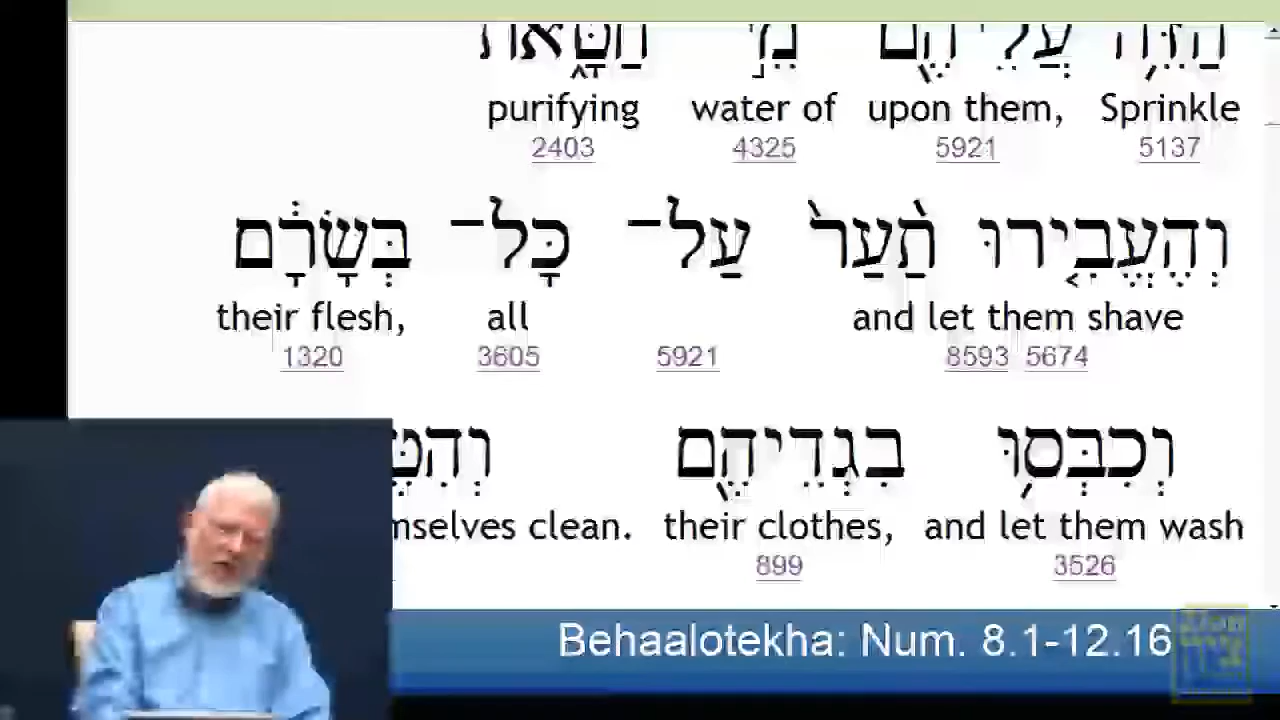 הַזֵּ֥ה עֲלֵיהֶ֖ם מֵ֣י חַטָּ֑את
Sprinkle upon them, water of purifying
5137 5921 4325 2403
וְהֶעֱבִ֤ירוּ תַ֙עַר֙ עַל־ כָּל־ בְּשָׂרָ֔ם
and let them shave all their flesh,
5674 8593 5921 3605 1320
וְכִבְּס֥וּ בִגְדֵיהֶ֖ם
and let them wash their clothes, mselves clean.
3526 899
Behaalotekha: Num. 8.1-12.16